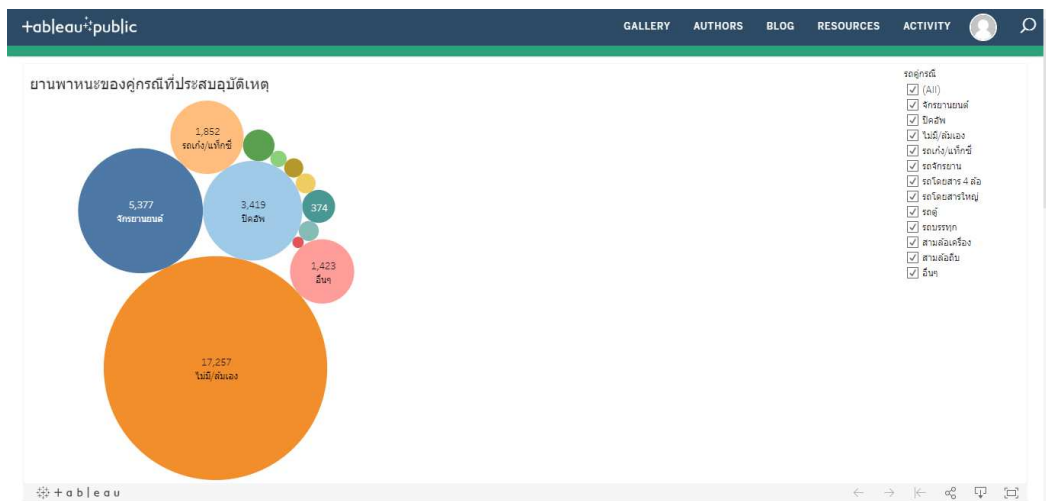 +ableau public
GALLERY AUTHORS BLOG RESOURCES ACTIVITY
ยานพาหนะของคู่กรณีที่ประสบอุบัติเหตุ
1,852
รถเก๋ง/แท็กซี่
5,377
จักรยานยนต์
3,419
ปิคอัพ
374
1,423
อื่นๆ
17,257
ไม่มี/ล้มเอง
รถคู่กรณี
(All)
จักรยานยนต์
ปิคอัพ
ไม่มี/ล้มเอง
รถเก๋ง/แท็กซี่
รถจักรยาน
รถโดยสาร 4 ล้อ
รถโดยสารใหญ่
รถตู้
รถบรรทุก
สามล้อเครื่อง
สามล้อถีบ
อื่นๆ
+ableau